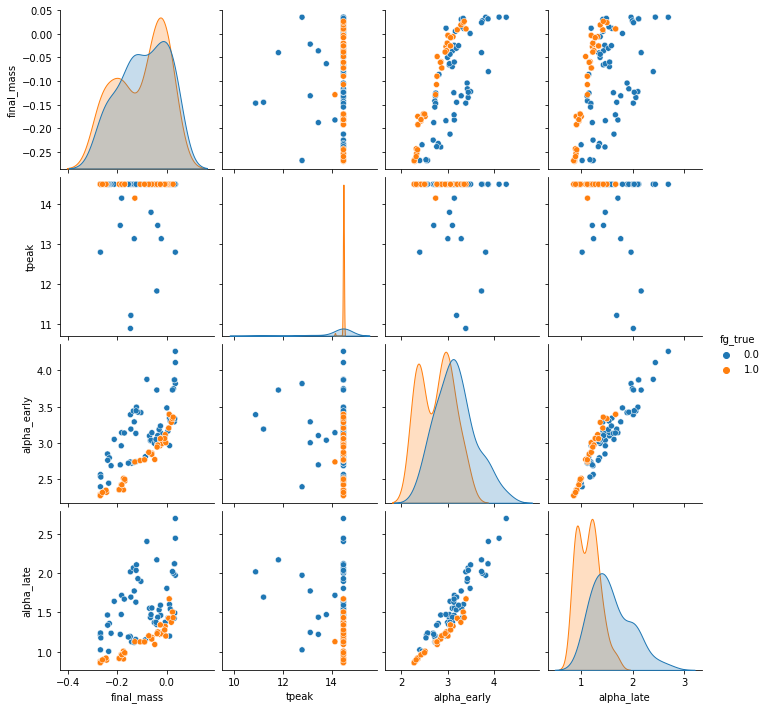 0.05
0.00
−0.05
−0.10
−0.15
−0.20
−0.25
final_mass
14
13
12
11
tpeak
fg_true
0.0
1.0
4.0
3.5
3.0
2.5
alpha_early
2.5
2.0
1.5
1.0
alpha_late
−0.4 −0.2 0.0
10 12 14
2 3 4
1 2 3
final_mass tpeak alpha_early alpha_late